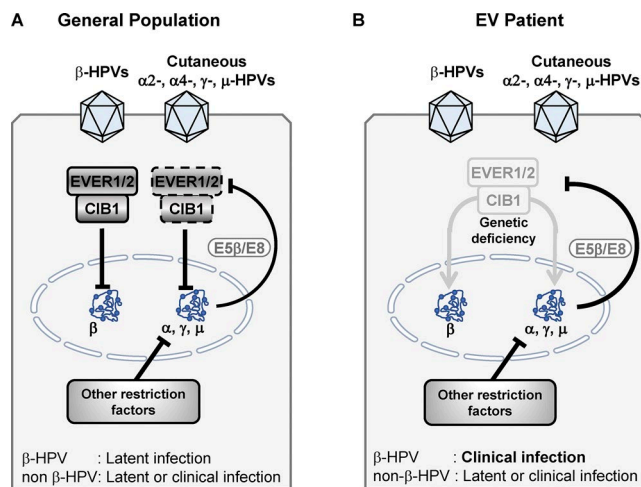 A General Population
β-HPVs
Cutaneous
α2-, α4-, γ-, μ-HPVs
EVER1/2
CIB1
EVER1/2
CIB1
E5β/E8
β
α, γ, μ
Other restriction
factors
β-HPV : Latent infection
non β-HPV: Latent or clinical infection
B EV Patient
β-HPVs
Cutaneous
α2-, α4-, γ-, μ-HPVs
EVER1/2
CIB1
Genetic
deficiency
E5β/E8
β
α, γ, μ
Other restriction
factors
β-HPV : Clinical infection
non-β-HPV : Latent or clinical infection